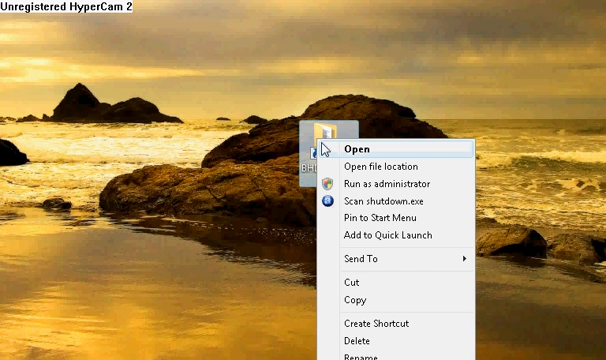 Unregistered HyperCam 2
Open
Open file location
Run as administrator
Scan shutdown.exe
Pin to Start Menu
Add to Quick Launch
Send To
Cut
Copy
Create Shortcut
Delete
Rename